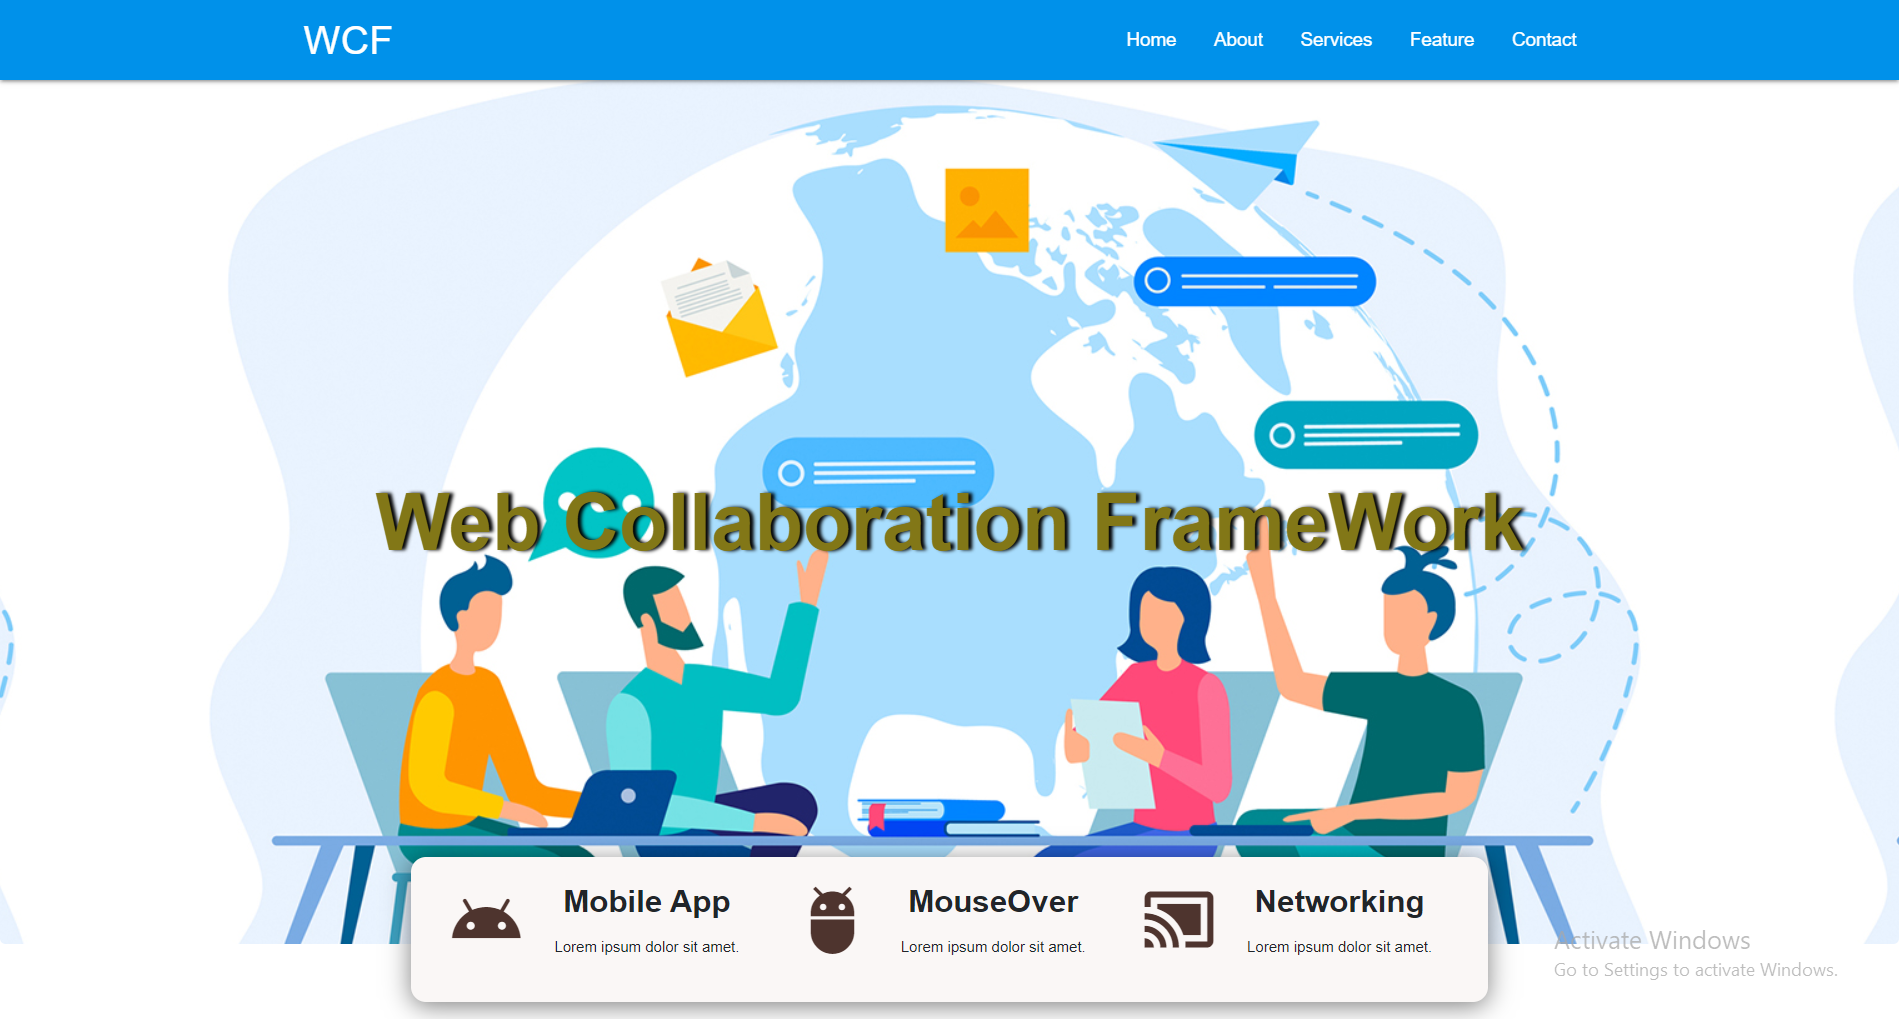 WCF
Home About Services Feature Contact
Web Collaboration FrameWork
Mobile App
Lorem ipsum dolor sit amet.
MouseOver
Lorem ipsum dolor sit amet.
Networking
Lorem ipsum dolor sit amet.
Activate Windows
Go to Settings to activate Windows.